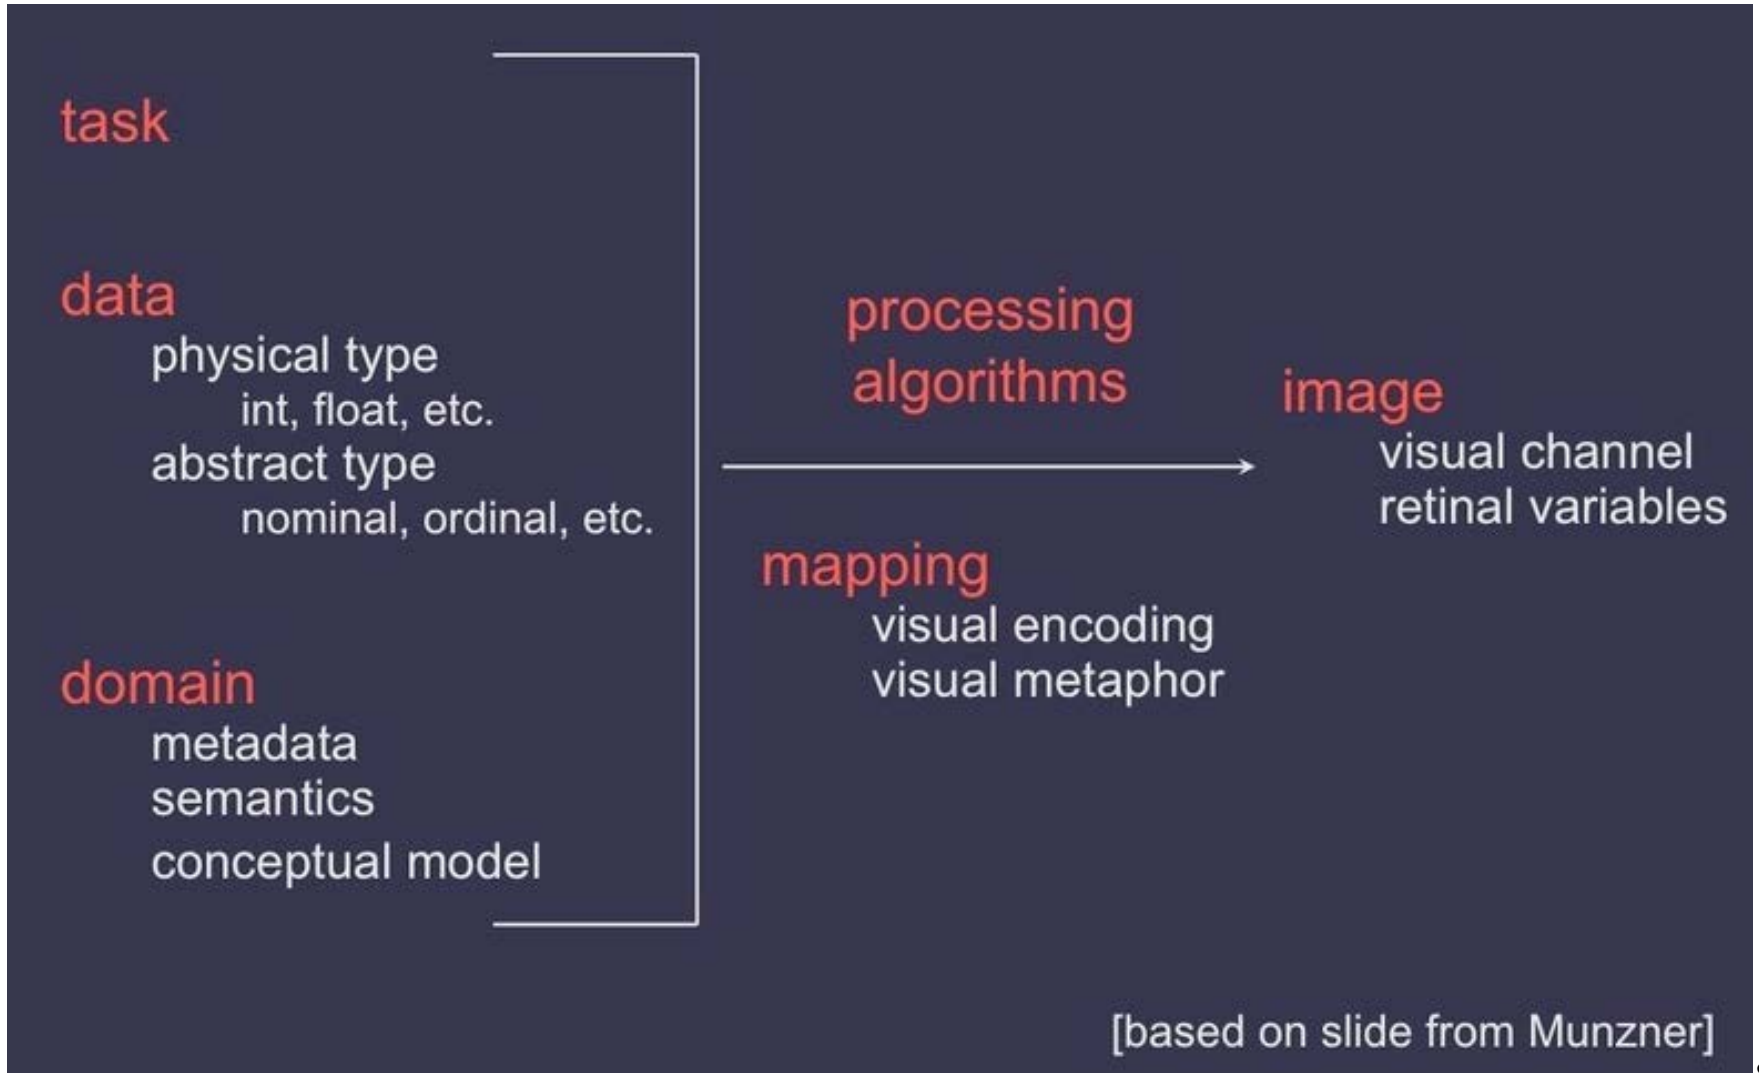 task
data
physical type
int, float, etc.
abstract type
nominal, ordinal, etc.
domain
metadata
semantics
conceptual model
processing
algorithms
mapping
visual encoding
visual metaphor
image
visual channel
retinal variables
[based on slide from Munzner]